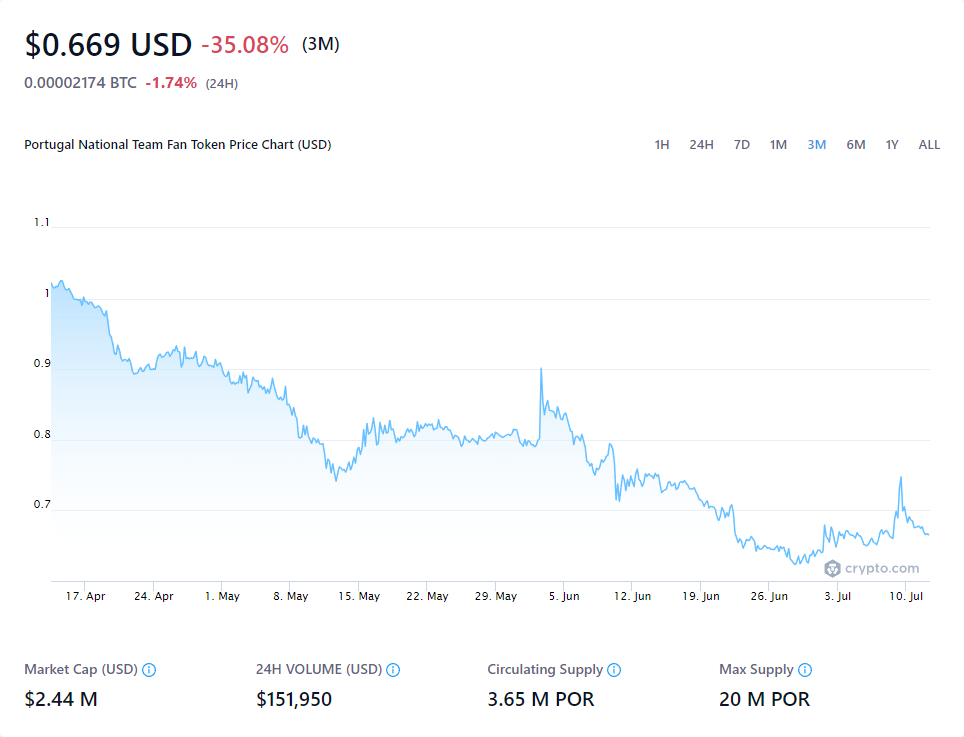 $0.669 USD -35.08% (3M)
0.00002174 BTC -1.74% (24H)
Portugal National Team Fan Token Price Chart (USD) 1H 24H 7D 1M 3M 6M 1Y ALL
1.1
1
0.9
0.8
0.7
crypto.com
17. Apr 24. Apr 1. May 8. May 15. May 22. May 29. May 5. Jun 12. Jun 19. Jun 26. Jun 3. Jul 10. Jul
Market Cap (USD) 24H VOLUME (USD) Circulating Supply Max Supply
$2.44 M $151,950 3.65 M POR 20 M POR